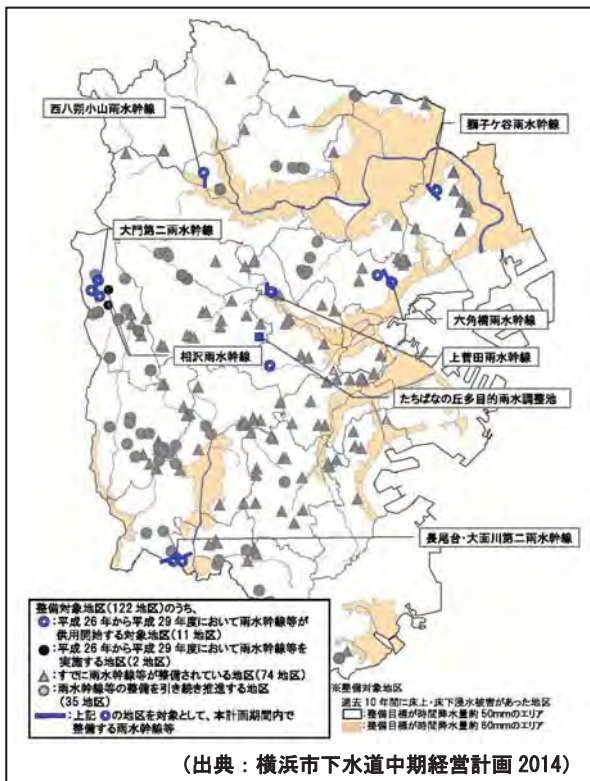 西八朔小山雨水幹線
獅子ケ谷雨水幹線
大門第二雨水幹線
六角橋雨水幹線
上菅田雨水幹線
相沢雨水幹線
たちばなの丘多目的雨水調整池
長尾台・大面川第二雨水幹線
整備対象地区(122地区)のうち、
:平成26年から平成29年度において雨水幹線等が
供用開始する対象地区(11地区)
:平成26年から平成29年度において雨水幹線等を
実施する地区(2地区)
:すでに雨水幹線等が整備されている地区(74地区)
:雨水幹線等の整備を引き続き推進する地区
(35地区)
:上記◎の地区を対象として、本計画期間内で
整備する雨水幹線等
※整備対象地区
過去10年間に床上・床下浸水被害があった地区
:整備目標が時間降水量約50mmのエリア
:整備目標が時間降水量約60mmのエリア
(出典:横浜市下水道中期経営計画2014)